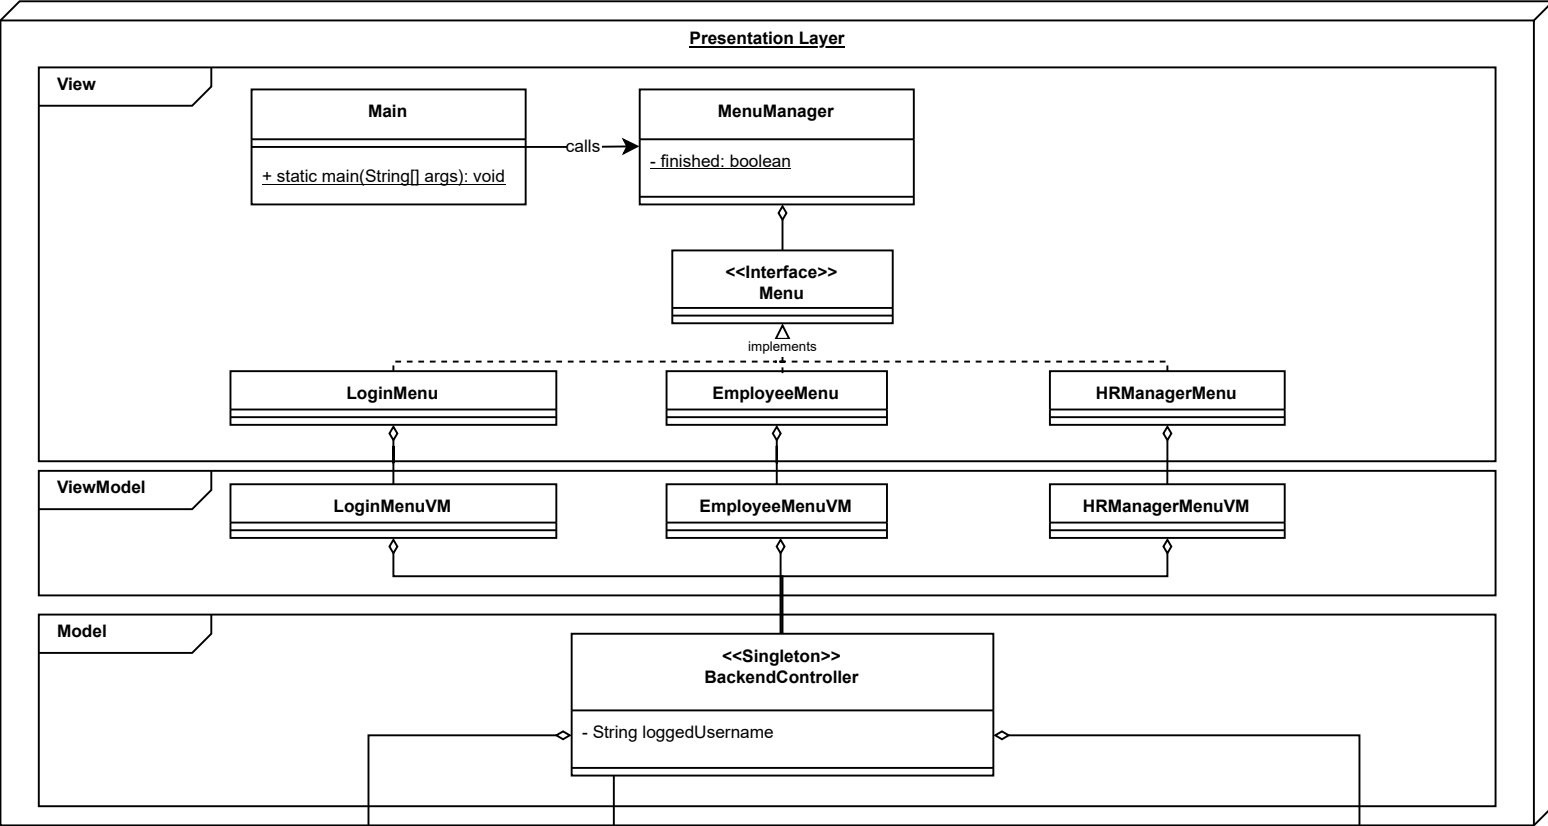 Presentation Layer
View
Main
+ static main(String[] args): void
calls
MenuManager
- finished: boolean
<<Interface>>
Menu
implements
LoginMenu
EmployeeMenu
HRManagerMenu
ViewModel
LoginMenuVM
EmployeeMenuVM
HRManagerMenuVM
Model
<<Singleton>>
BackendController
- String loggedUsername